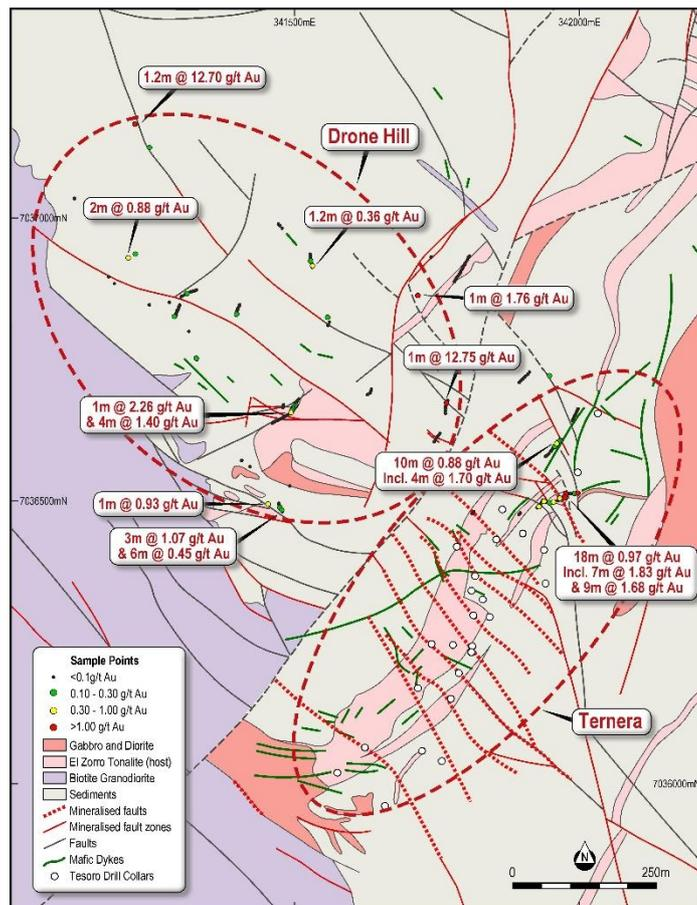 341500mE
342000mE
1.2m @ 12.70 g/t Au
Drone Hill
7037000mN
2m @ 0.88 g/t Au
1.2m @ 0.36 g/t Au
1m @ 1.76 g/t Au
1m @ 12.75 g/t Au
1m @ 2.26 g/t Au
& 4m @ 1.40 g/t Au
10m @ 0.88 g/t Au
Incl. 4m @ 1.70 g/t Au
7036500mN
1m @ 0.93 g/t Au
3m @ 1.07 g/t Au
& 6m @ 0.45 g/t Au
18m @ 0.97 g/t Au
Incl. 7m @ 1.83 g/t Au
& 9m @ 1.68 g/t Au
Ternera
7036000mN
Sample Points
<0.1g/t Au
0.10 - 0.30 g/t Au
0.30 - 1.00 g/t Au
>1.00 g/t Au
Gabbro and Diorite
El Zorro Tonalite (host)
Biotite Granodiorite
Sediments
Mineralised faults
Mineralised fault zones
Faults
Mafic Dykes
Tesoro Drill Collars
N
0
250m